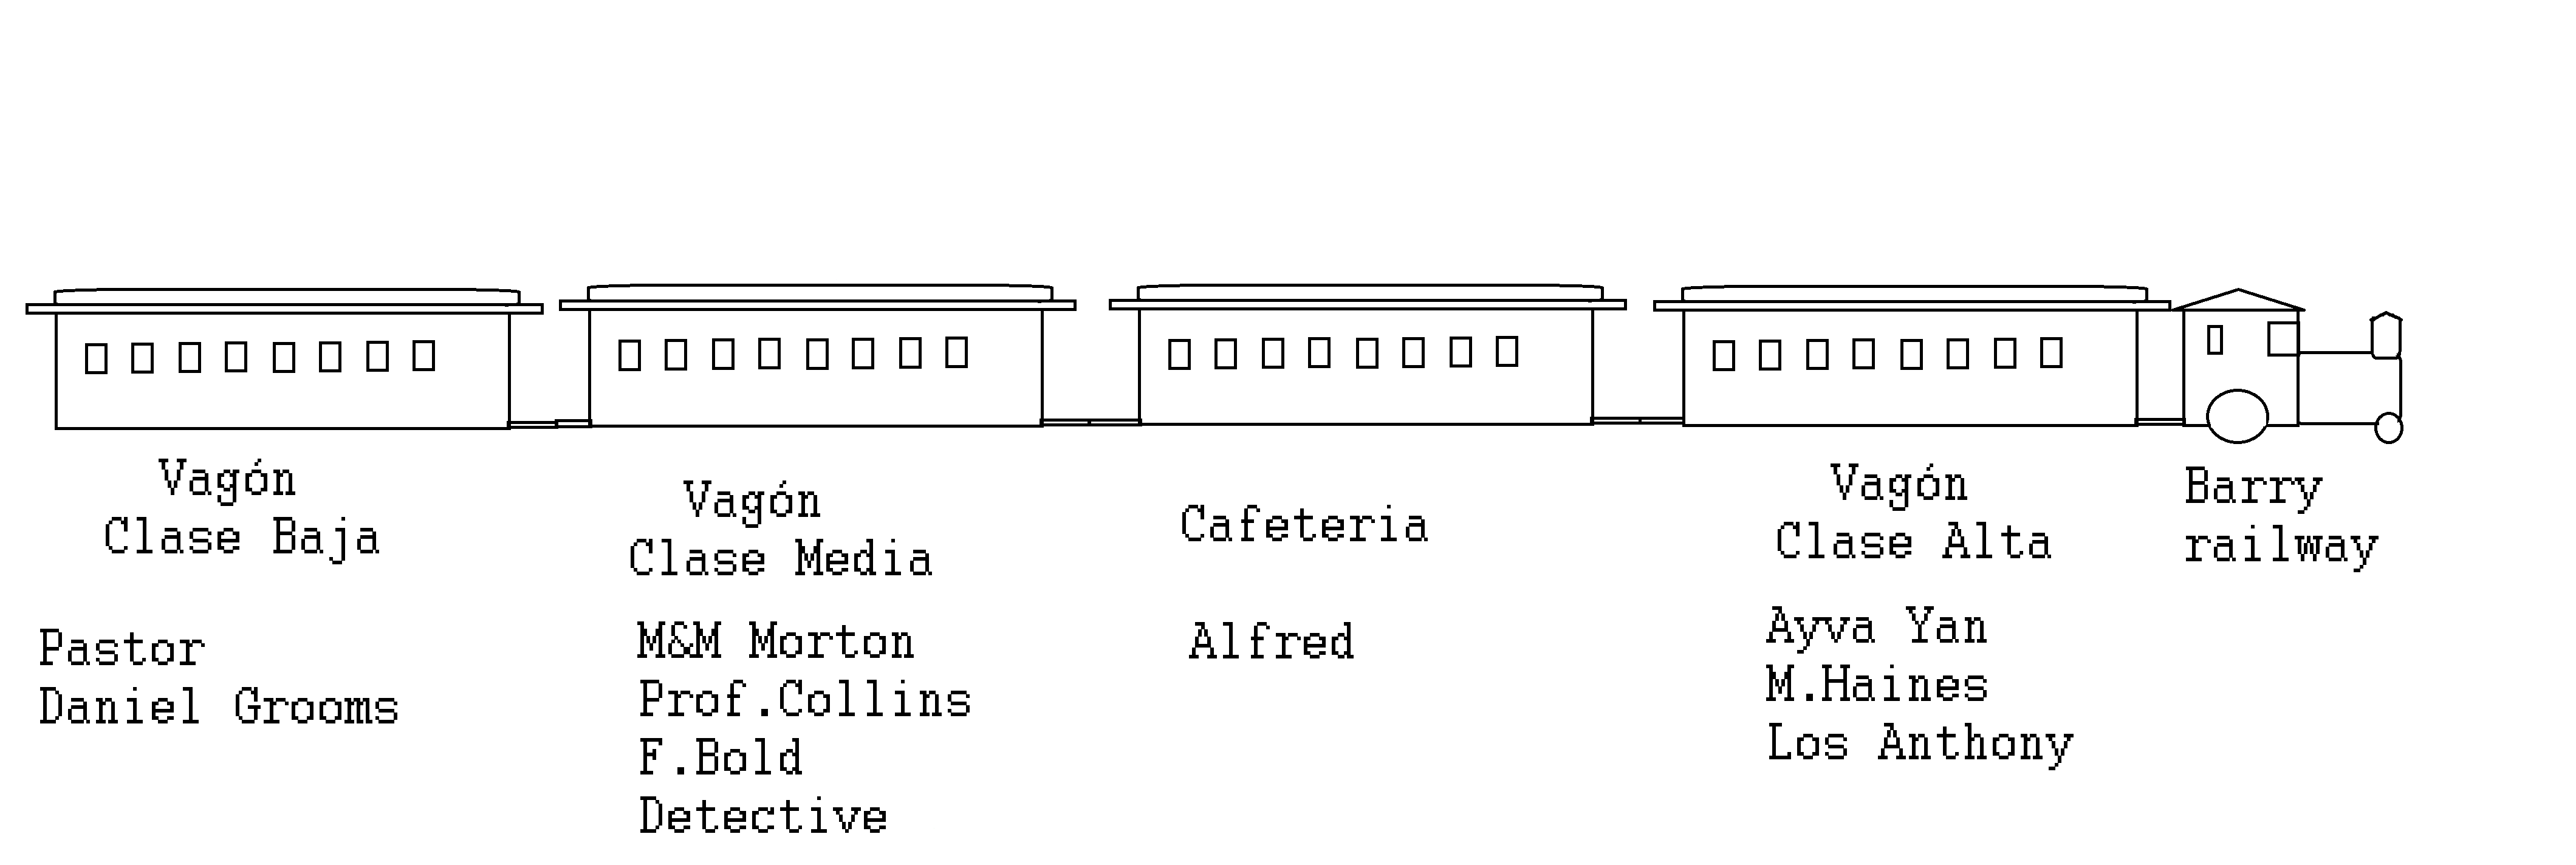 Vagón
Clase Baja
Pastor
Daniel Grooms
Vagón
Clase Media
M&M Morton
Prof.Collins
F.Bold
Detective
Cafeteria
Alfred
Vagón
Clase Alta
Ayva Yan
M.Haines
Los Anthony
Barry
railway